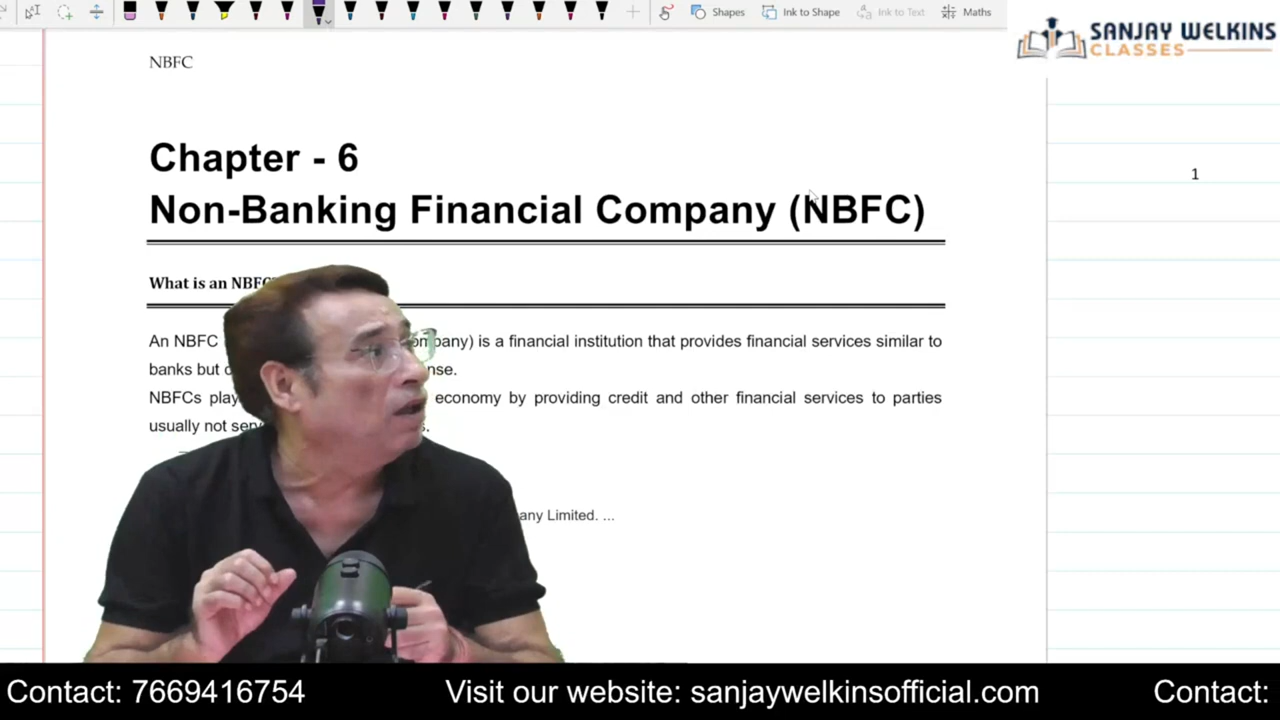 Shapes
Ink to Shape
Ink to Text
Maths
SANJAY WELKINS
CLASSES
NBFC
1
Chapter - 6
Non-Banking Financial Company (NBFC)
What is an NBFC
An NBFC ompany) is a financial institution that provides financial services similar to
banks but nse.
NBFCs play economy by providing credit and other financial services to parties
usually not serv s.
any Limited. ...
Contact: 7669416754 Visit our website: sanjaywelkinsofficial.com Contact: